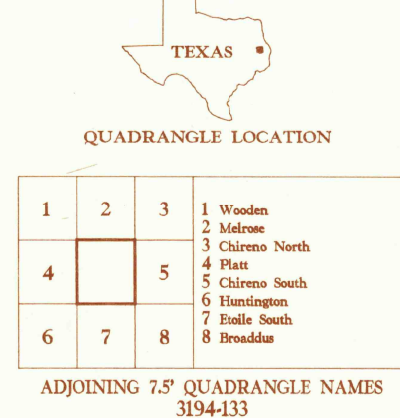 TEXAS
QUADRANGLE LOCATION
1 2 3
4 5
6 7 8
1 Wooden
2 Melrose
3 Chireno North
4 Platt
5 Chireno South
6 Huntington
7 Etoile South
8 Broaddus
ADJOINING 7.5' QUADRANGLE NAMES
3194-133